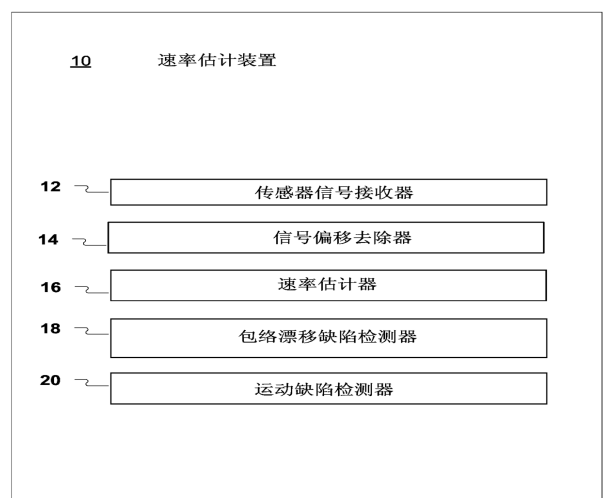 10 速率估计装置
12 传感器信号接收器
14 信号偏移去除器
16 速率估计器
18 包络漂移缺陷检测器
20 运动缺陷检测器